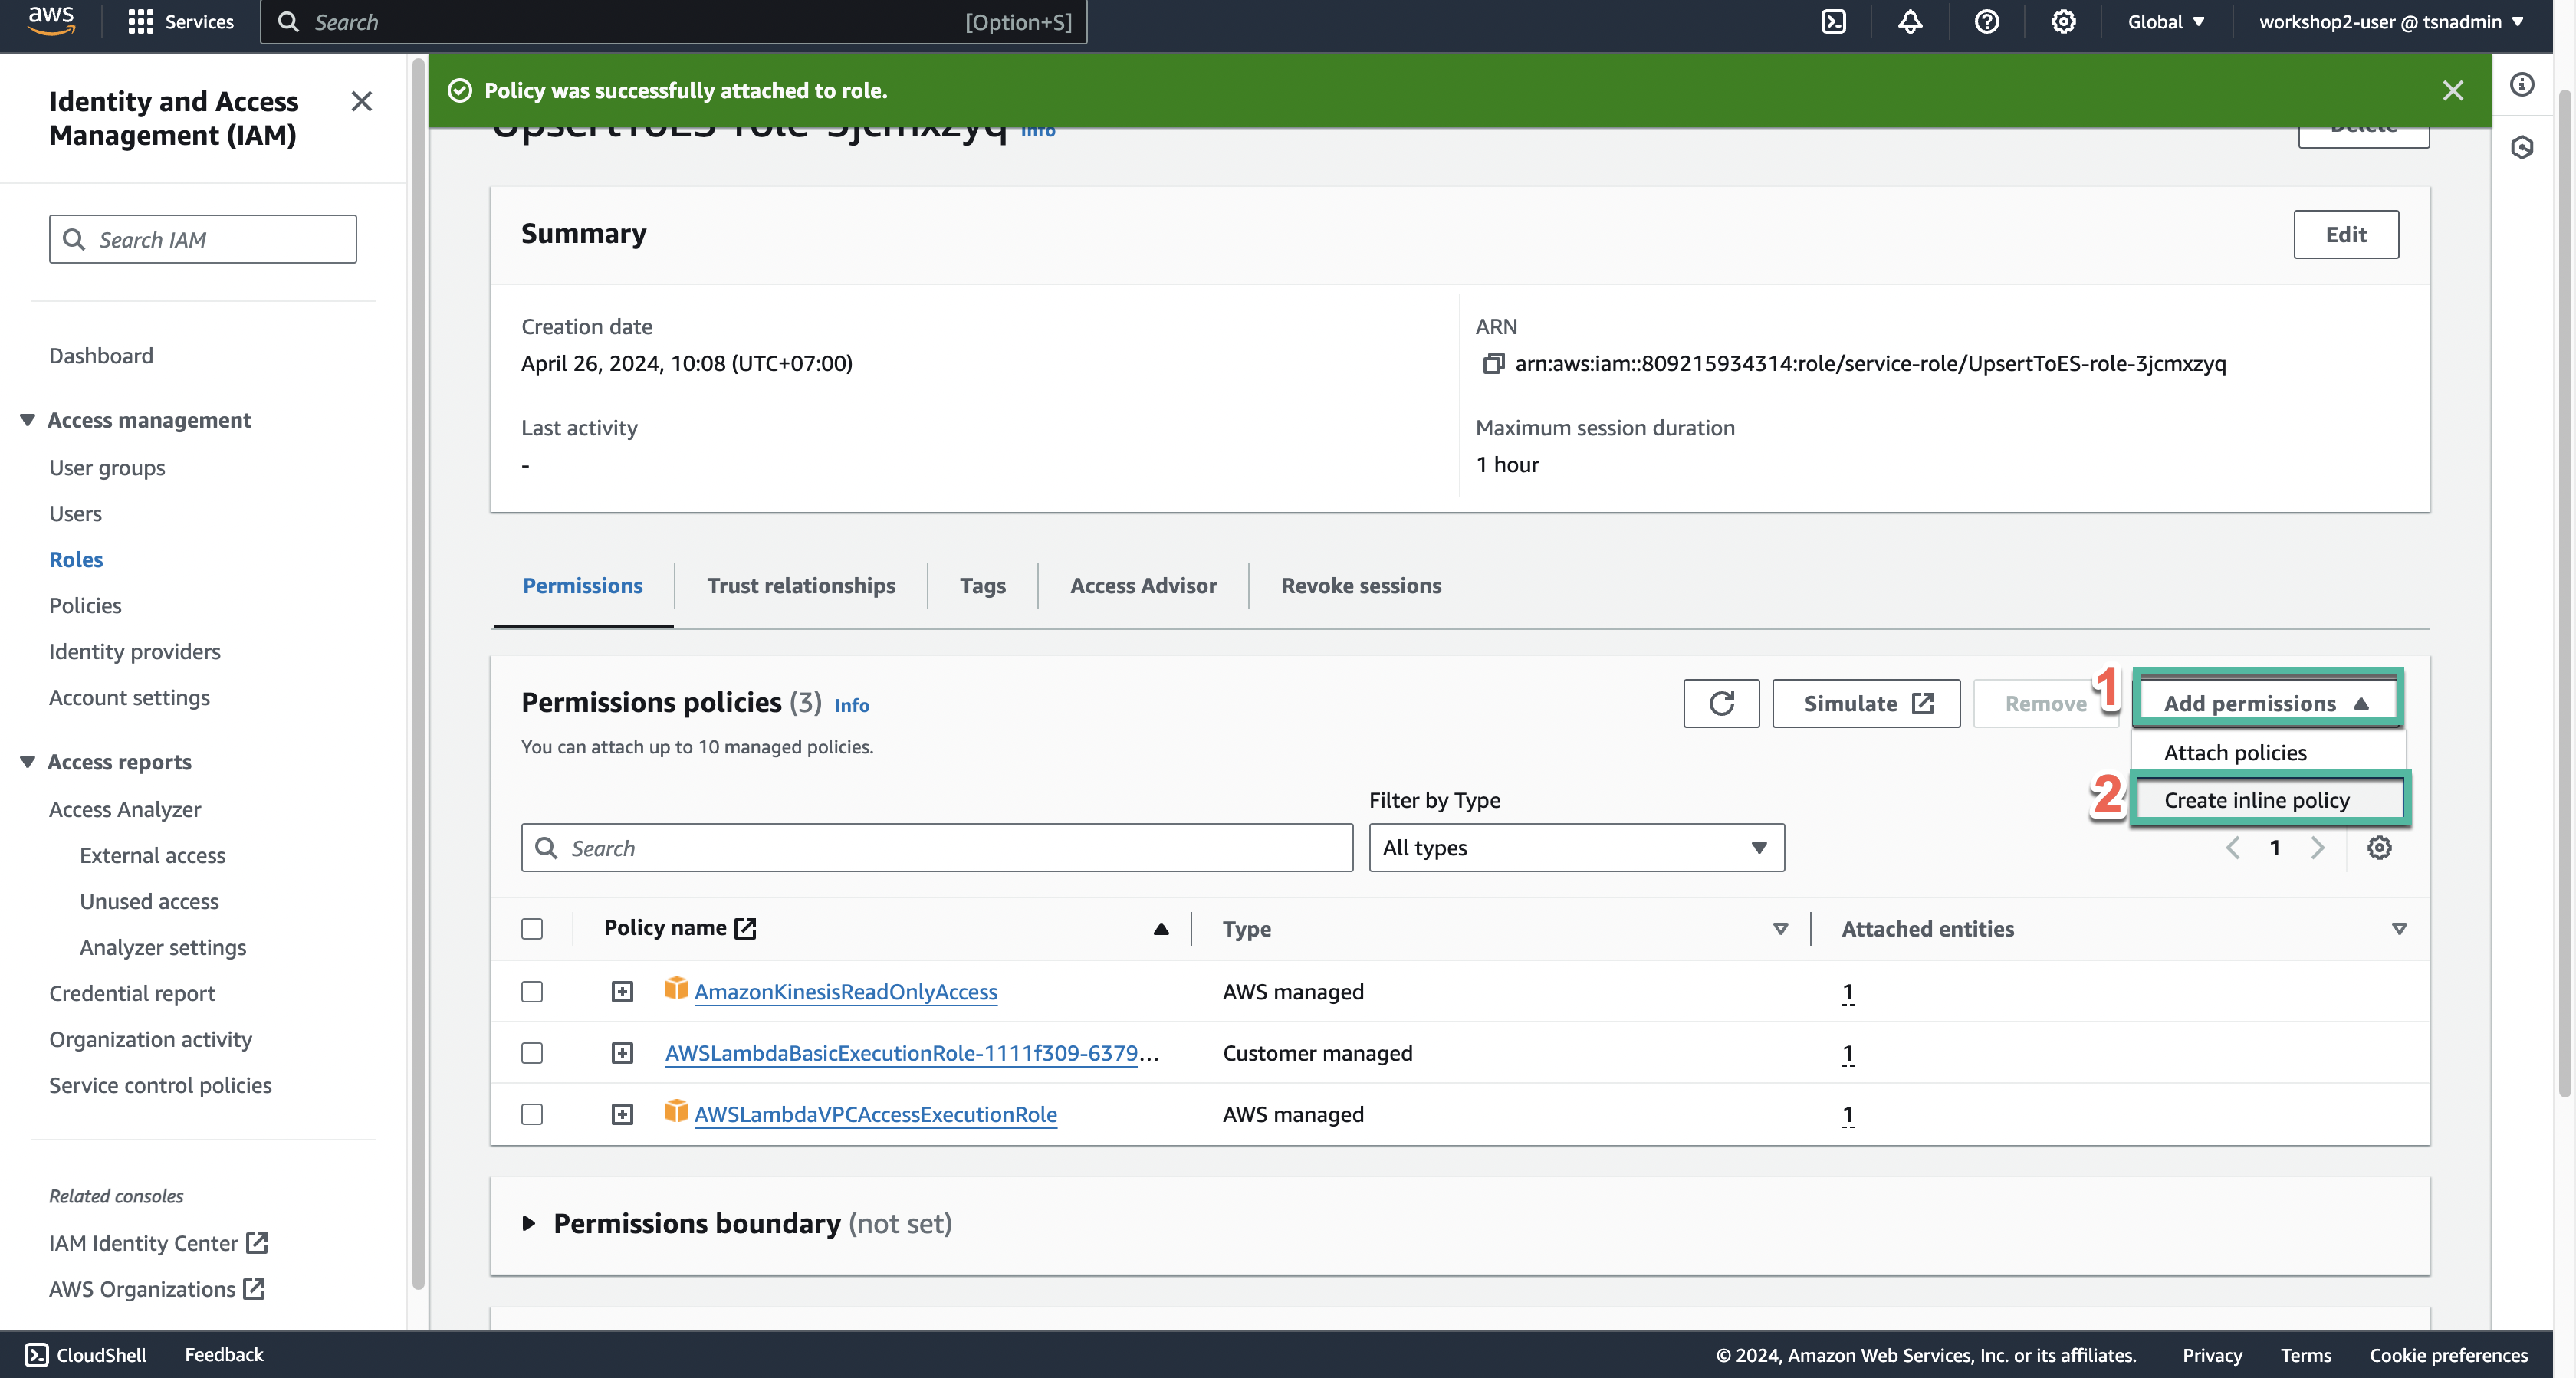 aws
Services
Search
[Option+S]
Global
workshop2-user @ tsnadmin
Identity and Access
Management (IAM)
Search IAM
Dashboard
Access management
User groups
Users
Roles
Policies
Identity providers
Account settings
Access reports
Access Analyzer
External access
Unused access
Analyzer settings
Credential report
Organization activity
Service control policies
Related consoles
IAM Identity Center
AWS Organizations
Policy was successfully attached to role.
UpsertToES-role-3jcmxzyq Info
Delete
Summary
Edit
Creation date
April 26, 2024, 10:08 (UTC+07:00)
Last activity
-
ARN
arn:aws:iam::809215934314:role/service-role/UpsertToES-role-3jcmxzyq
Maximum session duration
1 hour
Permissions
Trust relationships
Tags
Access Advisor
Revoke sessions
Permissions policies (3) Info
You can attach up to 10 managed policies.
Simulate
Remove
1
Add permissions
Attach policies
2
Create inline policy
Filter by Type
Search
All types
1
Policy name
Type
Attached entities
AmazonKinesisReadOnlyAccess
AWS managed
1
AWSLambdaBasicExecutionRole-1111f309-6379...
Customer managed
1
AWSLambdaVPCAccessExecutionRole
AWS managed
1
Permissions boundary (not set)
CloudShell
Feedback
© 2024, Amazon Web Services, Inc. or its affiliates.
Privacy
Terms
Cookie preferences